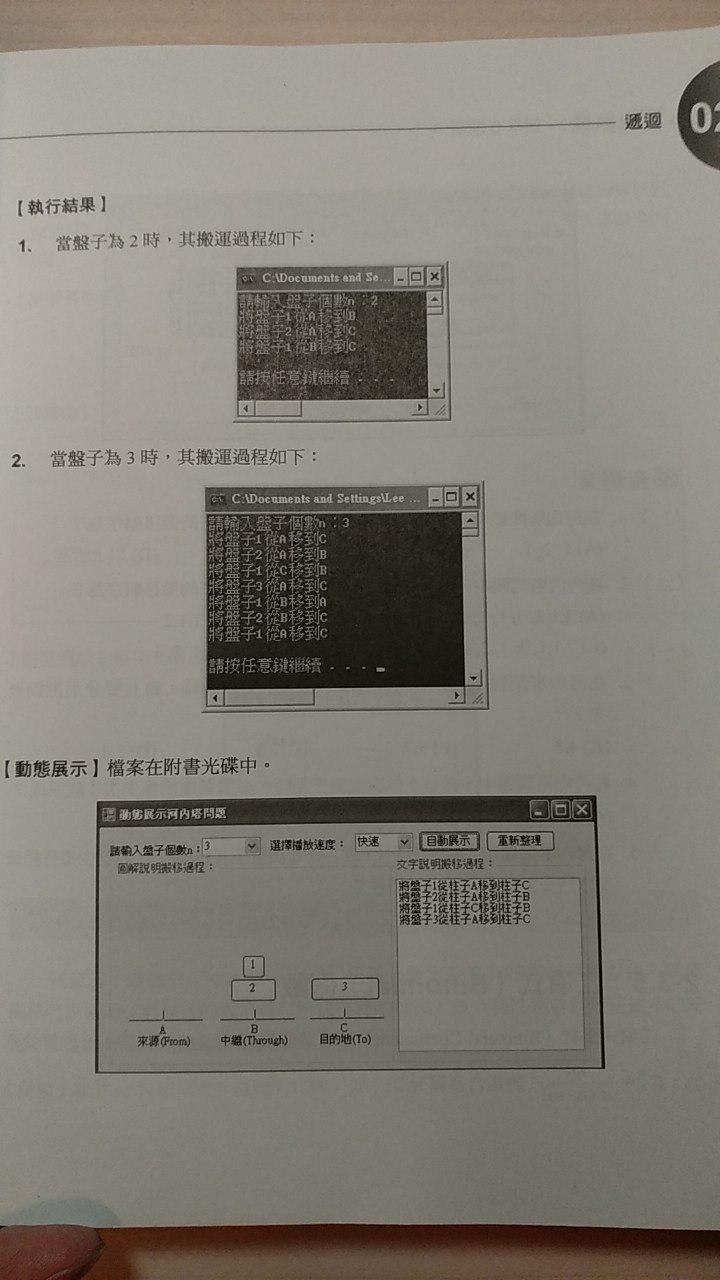 遞迴
02
【執行結果】
1. 當盤子為 2 時，其搬運過程如下：
C:\Documents and Se...
請輸入盤子個數n：2
將盤子1從A移到B
將盤子2從A移到C
將盤子1從B移到C
請按任意鍵繼續 . . .
2. 當盤子為 3 時，其搬運過程如下：
C:\Documents and Settings\Lee ...
請輸入盤子個數n：3
將盤子1從A移到C
將盤子2從A移到B
將盤子1從C移到B
將盤子3從A移到C
將盤子1從B移到A
將盤子2從B移到C
將盤子1從A移到C
請按任意鍵繼續 . . .
【動態展示】檔案在附書光碟中。
動態展示河內塔問題
請輸入盤子個數n：3 選擇播放速度： 快速 自動展示 重新整理
圖解說明搬移過程： 文字說明搬移過程：
將盤子1從柱子A移到柱子C
將盤子2從柱子A移到柱子B
將盤子1從柱子C移到柱子B
將盤子3從柱子A移到柱子C
1
2 3
A B C
來源(From) 中繼(Through) 目的地(To)